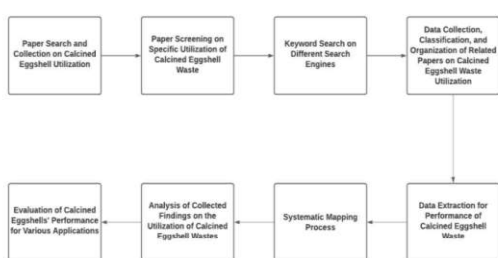 Paper Search and
Collection on Calcined
Eggshell Utilization
Paper Screening on
Specific Utilization of
Calcined Eggshell
Waste
Keyword Search on
Different Search
Engines
Data Collection,
Classification, and
Organization of Related
Papers on Calcined
Eggshell Waste
Utilization
Data Extraction for
Performance of
Calcined Eggshell
Waste
Systematic Mapping
Process
Analysis of Collected
Findings on the
Utilization of Calcined
Eggshell Wastes
Evaluation of Calcined
Eggshells' Performance
for Various Applications